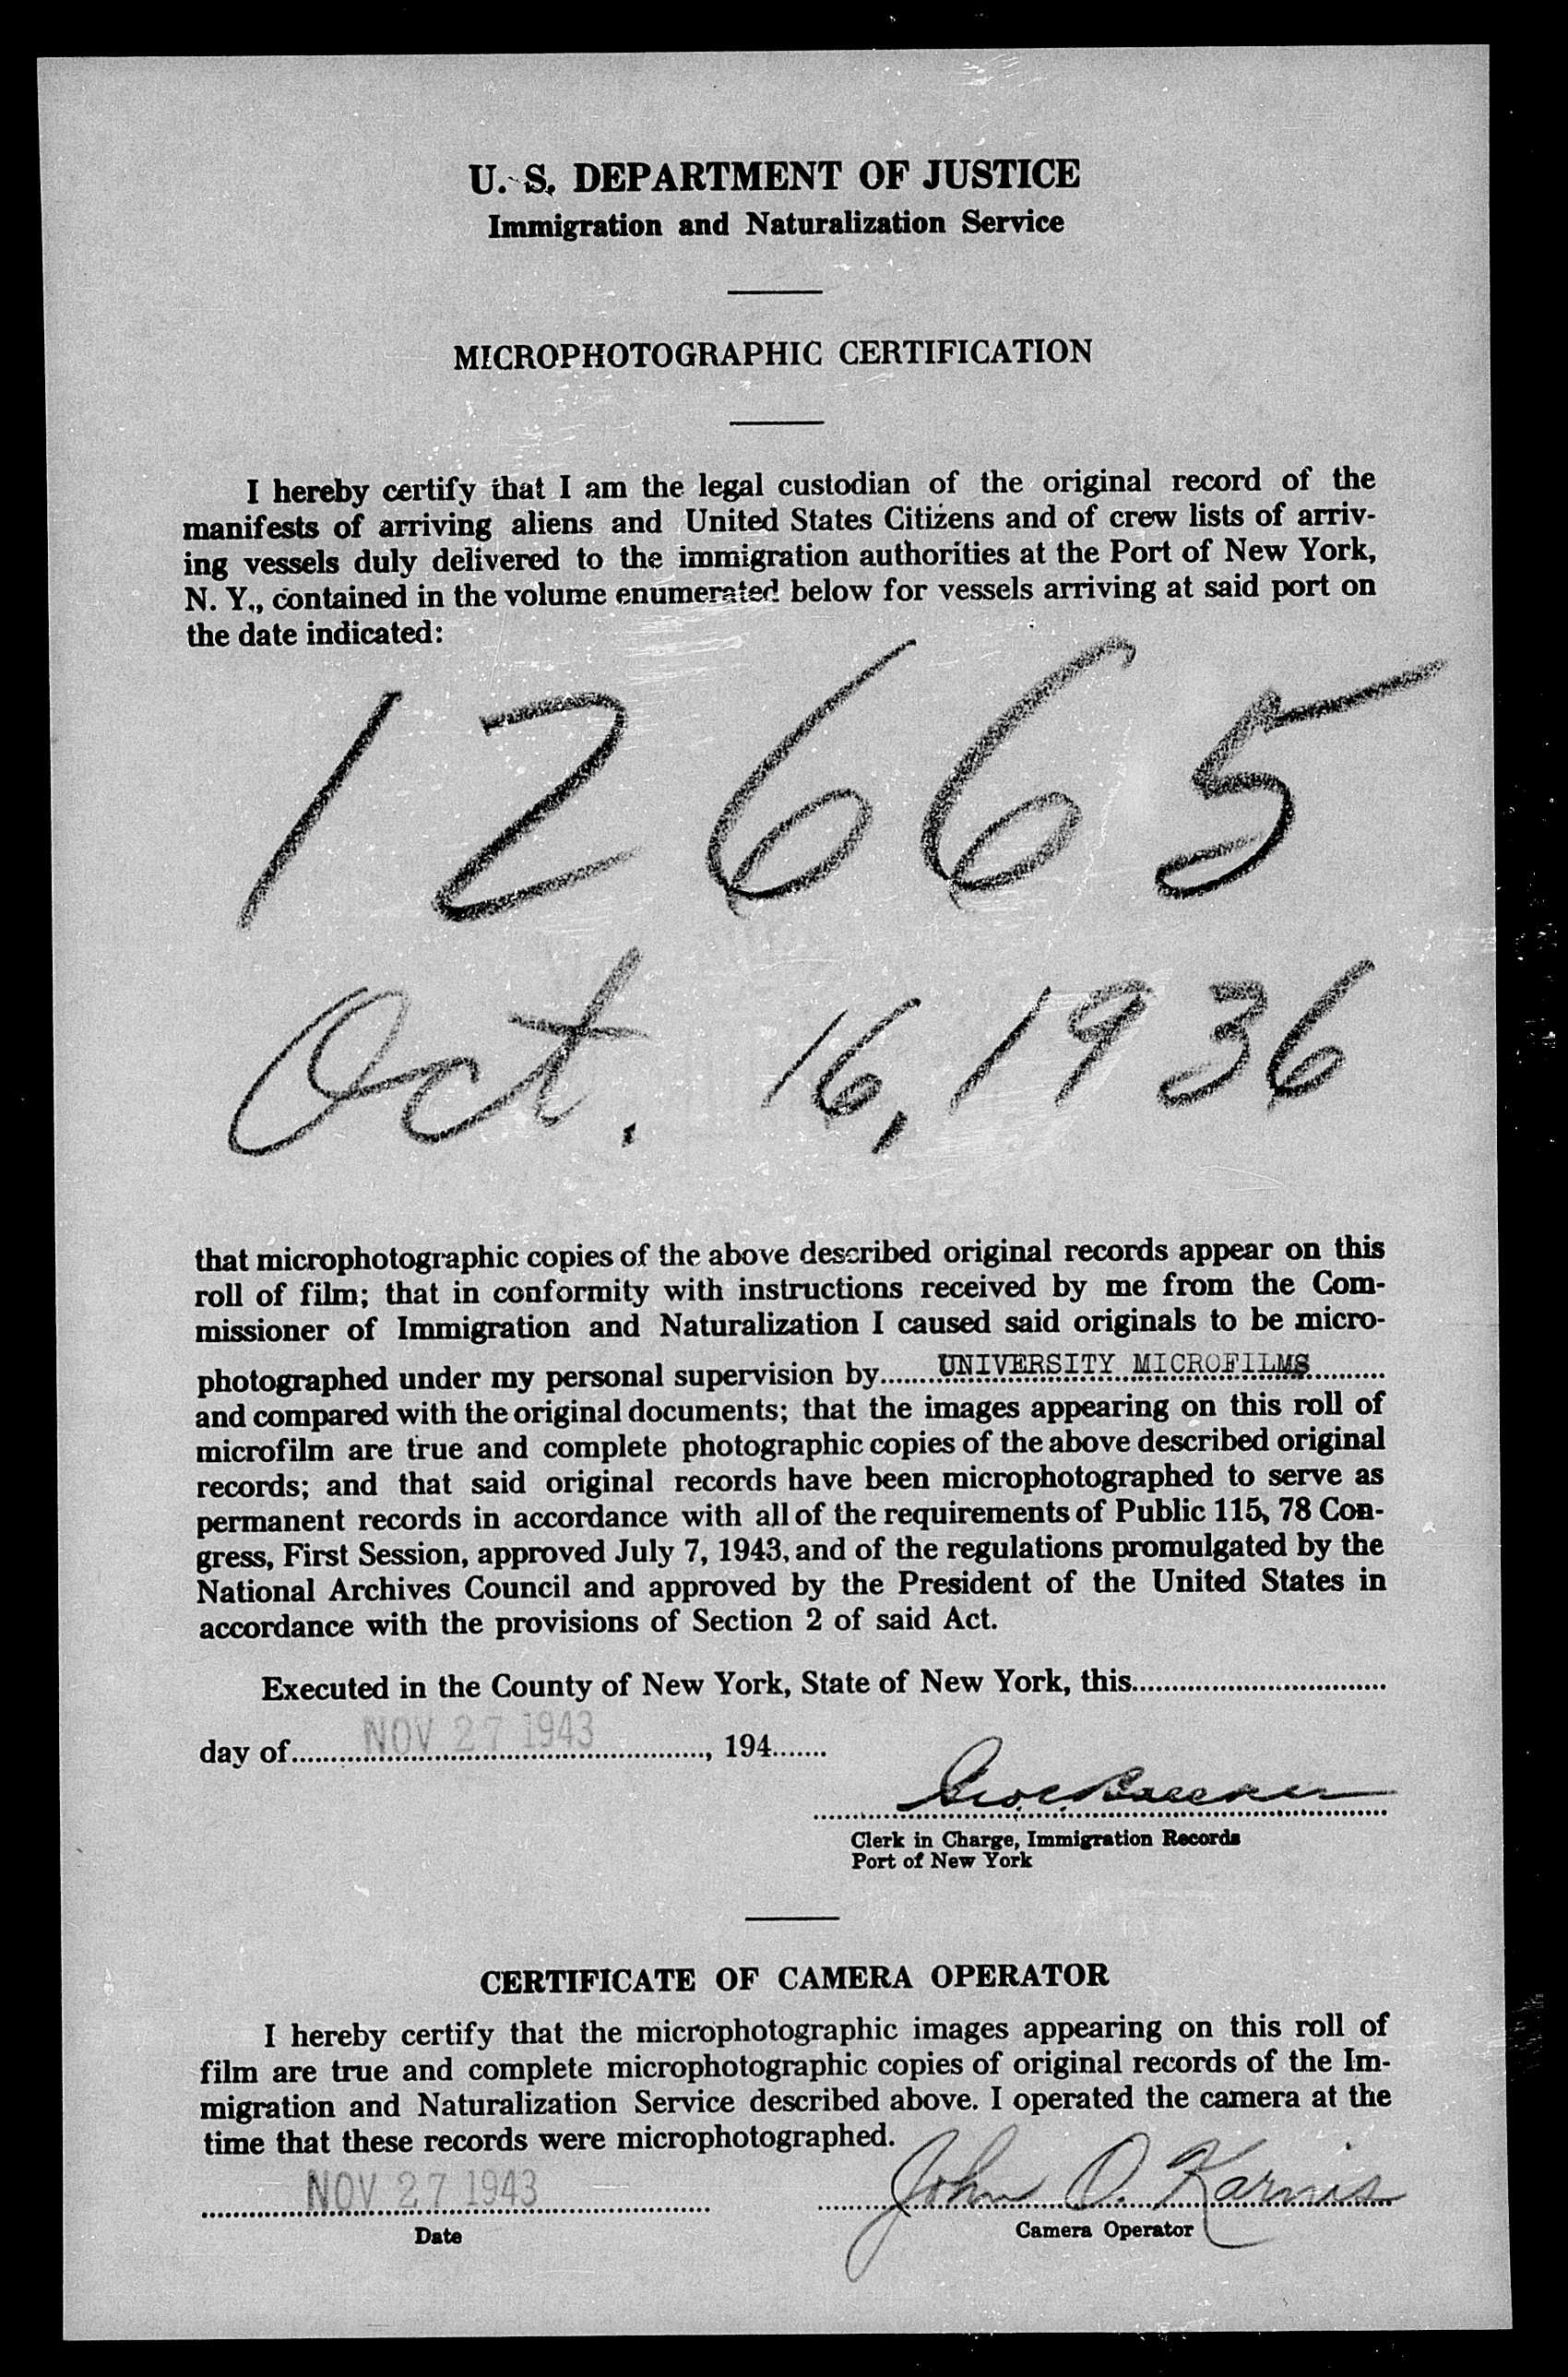 U. S. DEPARTMENT OF JUSTICE
Immigration and Naturalization Service
MICROPHOTOGRAPHIC CERTIFICATION
I hereby certify that I am the legal custodian of the original record of the
manifests of arriving aliens and United States Citizens and of crew lists of arriv-
ing vessels duly delivered to the immigration authorities at the Port of New York,
N. Y., contained in the volume enumerated below for vessels arriving at said port on
the date indicated:
12665
Oct. 16, 1936
that microphotographic copies of the above described original records appear on this
roll of film; that in conformity with instructions received by me from the Com-
missioner of Immigration and Naturalization I caused said originals to be micro-
photographed under my personal supervision by UNIVERSITY MICROFILMS
and compared with the original documents; that the images appearing on this roll of
microfilm are true and complete photographic copies of the above described original
records; and that said original records have been microphotographed to serve as
permanent records in accordance with all of the requirements of Public 115, 78 Con-
gress, First Session, approved July 7, 1943, and of the regulations promulgated by the
National Archives Council and approved by the President of the United States in
accordance with the provisions of Section 2 of said Act.
Executed in the County of New York, State of New York, this
day of NOV 27 1943, 194
Clerk in Charge, Immigration Records
Port of New York
CERTIFICATE OF CAMERA OPERATOR
I hereby certify that the microphotographic images appearing on this roll of
film are true and complete microphotographic copies of original records of the Im-
migration and Naturalization Service described above. I operated the camera at the
time that these records were microphotographed.
NOV 27 1943 John O. Karnis
Date Camera Operator